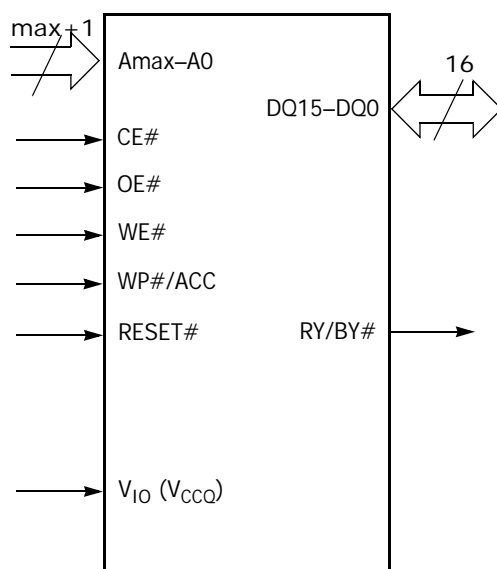 max+1
Amax–A0
16
DQ15–DQ0
CE#
OE#
WE#
WP#/ACC
RESET#
RY/BY#
VIO (VCCQ)